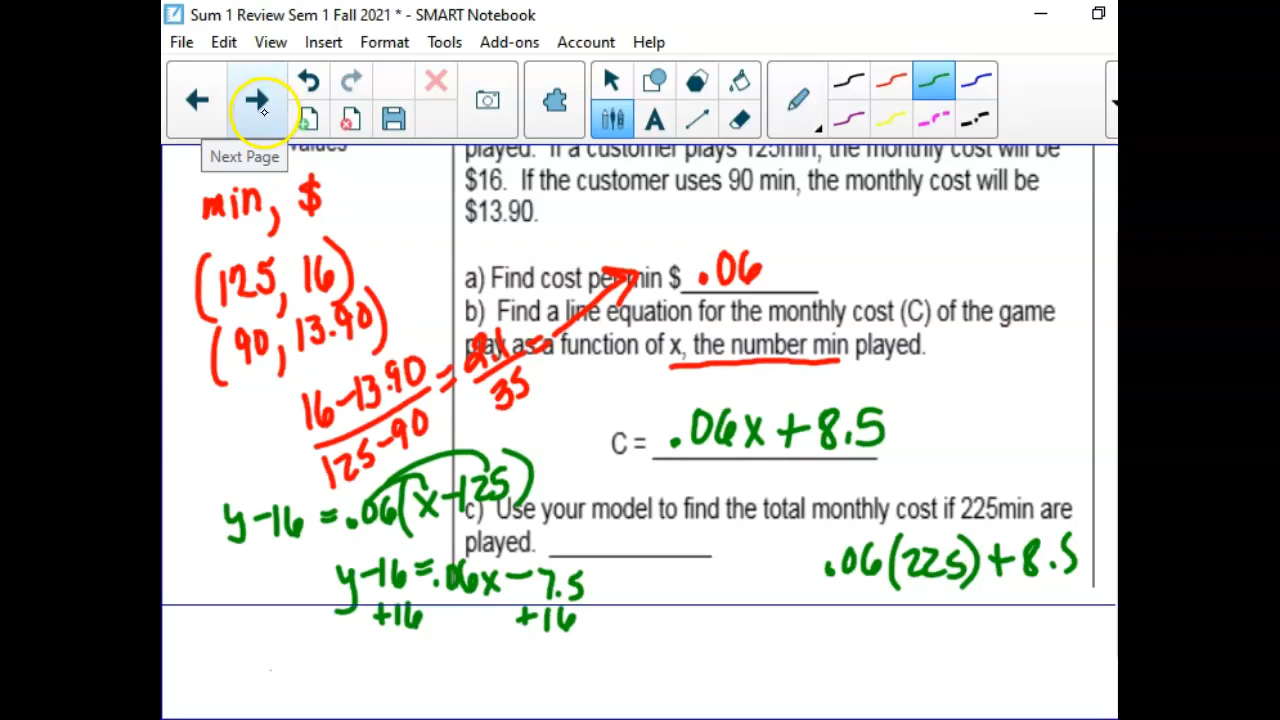 Sum 1 Review Sem 1 Fall 2021 * - SMART Notebook
File Edit View Insert Format Tools Add-ons Account Help
Next Page
values
played. If a customer plays 125min, the monthly cost will be
$16. If the customer uses 90 min, the monthly cost will be
$13.90.
min, $
(125, 16)
(90, 13.90)
16-13.90 / 125-90 = 2.1 / 35 =
a) Find cost per min $ .06
b) Find a line equation for the monthly cost (C) of the game
play as a function of x, the number min played.
C = .06x + 8.5
y-16 = .06(x-125)
y-16 = .06x - 7.5
+16 +16
c) Use your model to find the total monthly cost if 225min are
played.
.06(225) + 8.5